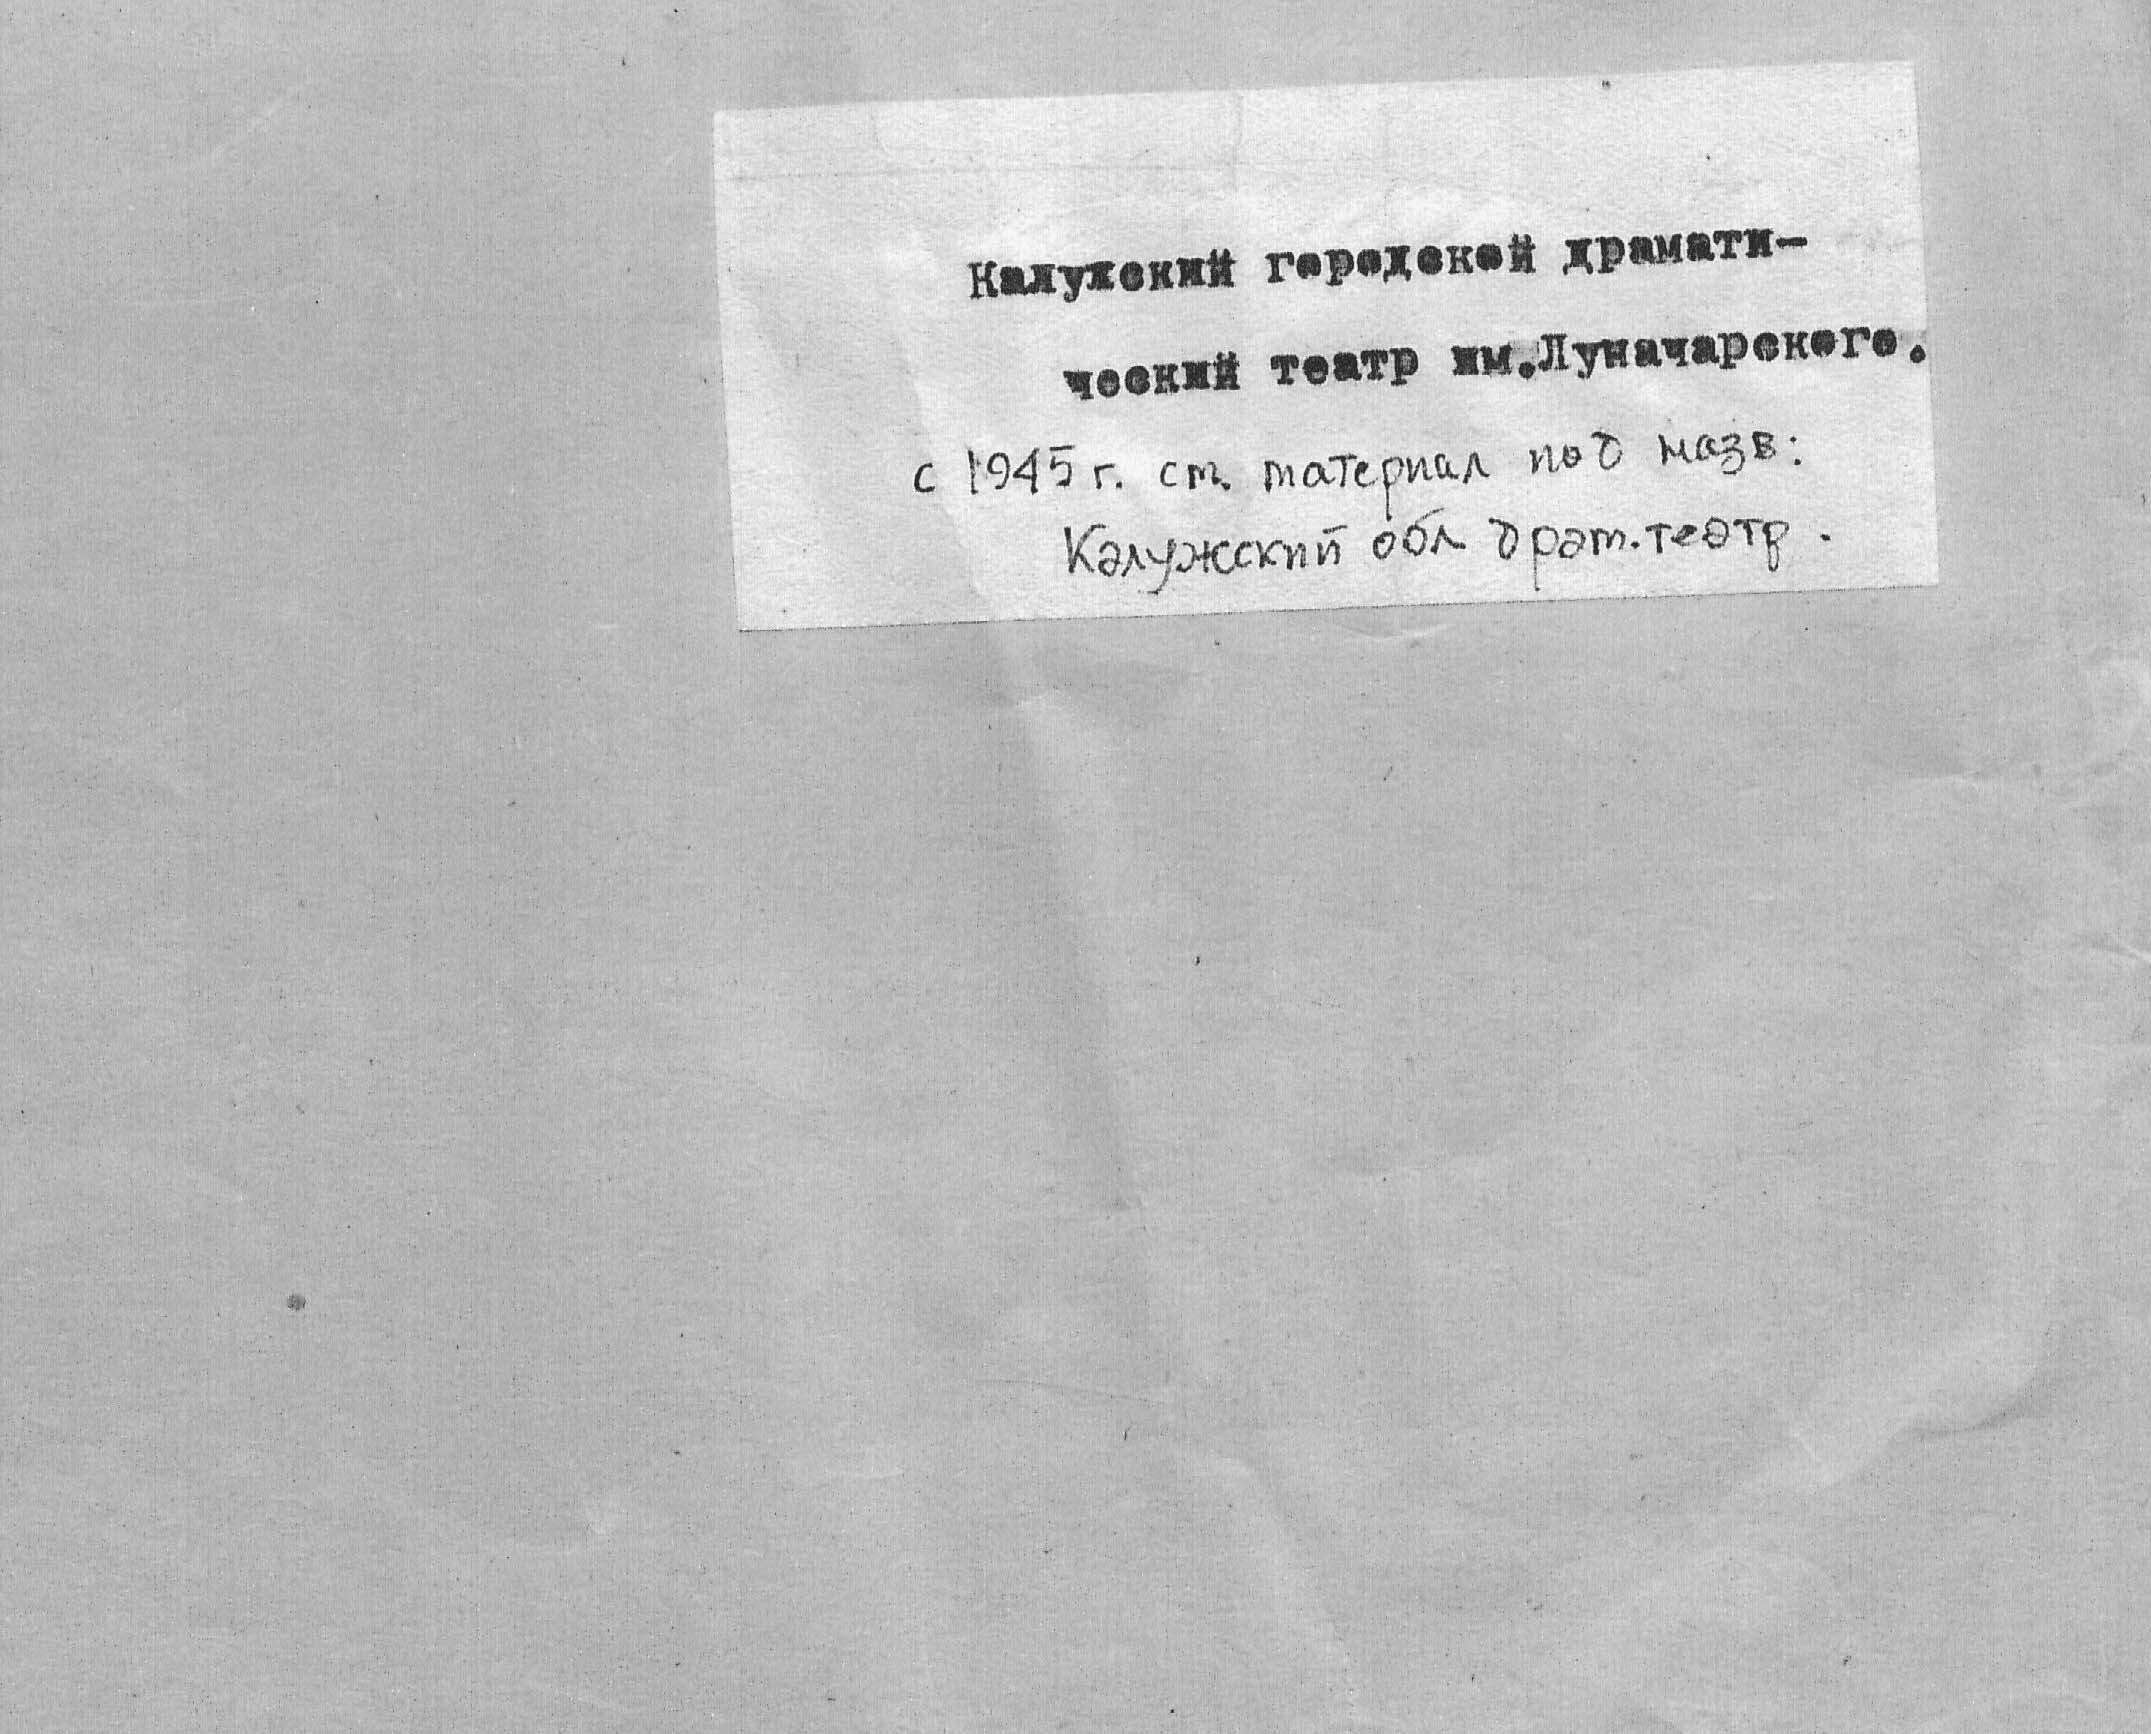 Калужский городской драмати-
ческий театр им.Луначарского.
с 1945 г. см. материал под назв:
Калужский обл драм.театр.